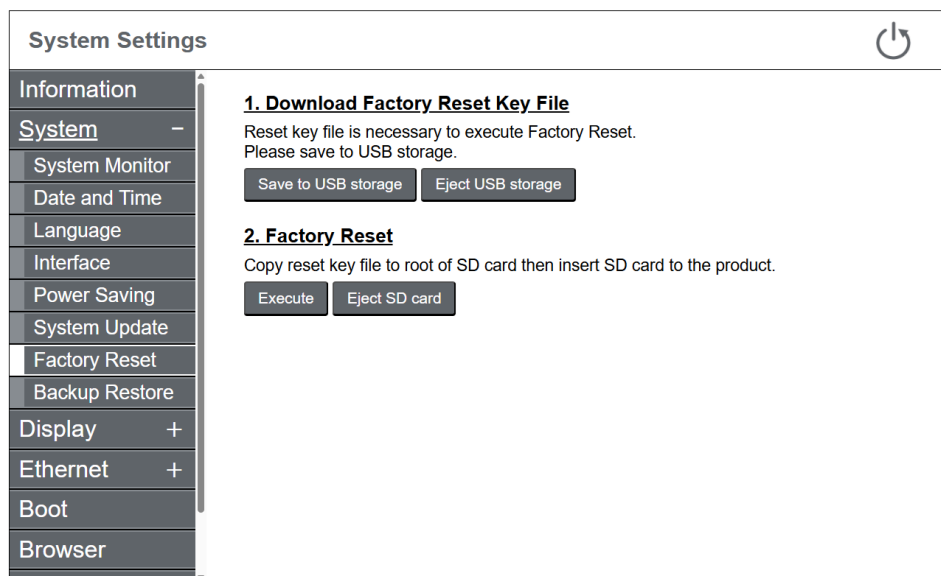 System Settings
Information
System −
System Monitor
Date and Time
Language
Interface
Power Saving
System Update
Factory Reset
Backup Restore
Display +
Ethernet +
Boot
Browser
1. Download Factory Reset Key File
Reset key file is necessary to execute Factory Reset.
Please save to USB storage.
Save to USB storage Eject USB storage
2. Factory Reset
Copy reset key file to root of SD card then insert SD card to the product.
Execute Eject SD card